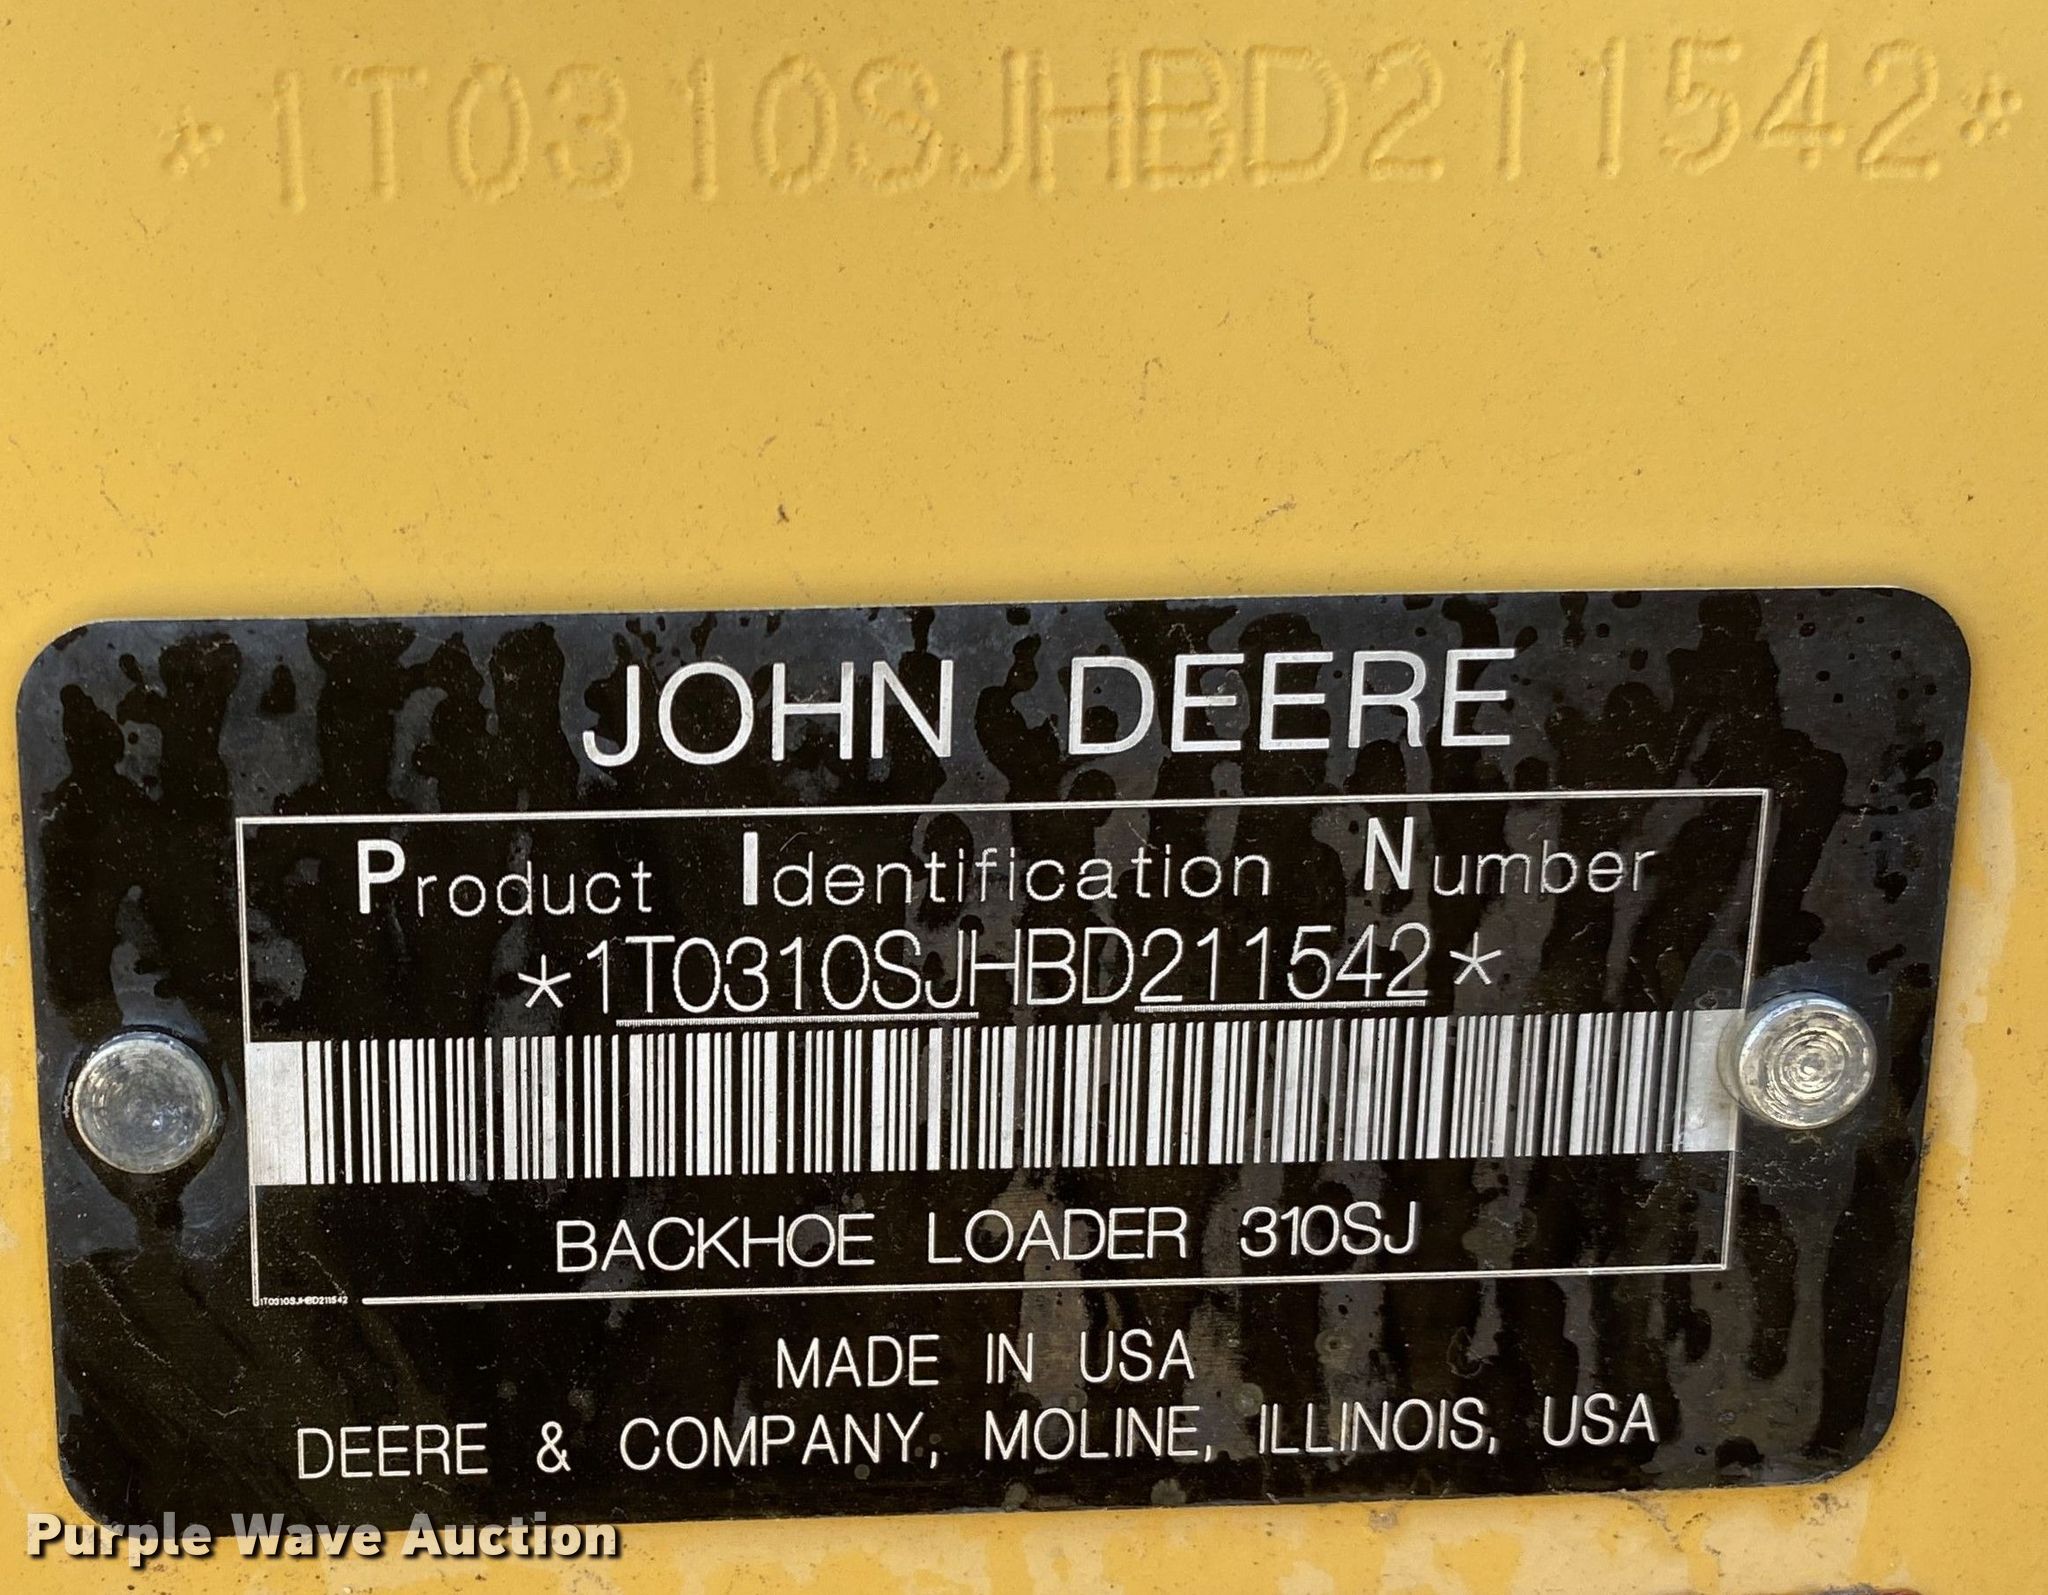 *1T0310SJHBD211542*
JOHN DEERE
Product Identification Number
*1T0310SJHBD211542*
BACKHOE LOADER 310SJ
1T0310SJHBD211542
MADE IN USA
DEERE & COMPANY, MOLINE, ILLINOIS, USA
Purple Wave Auction